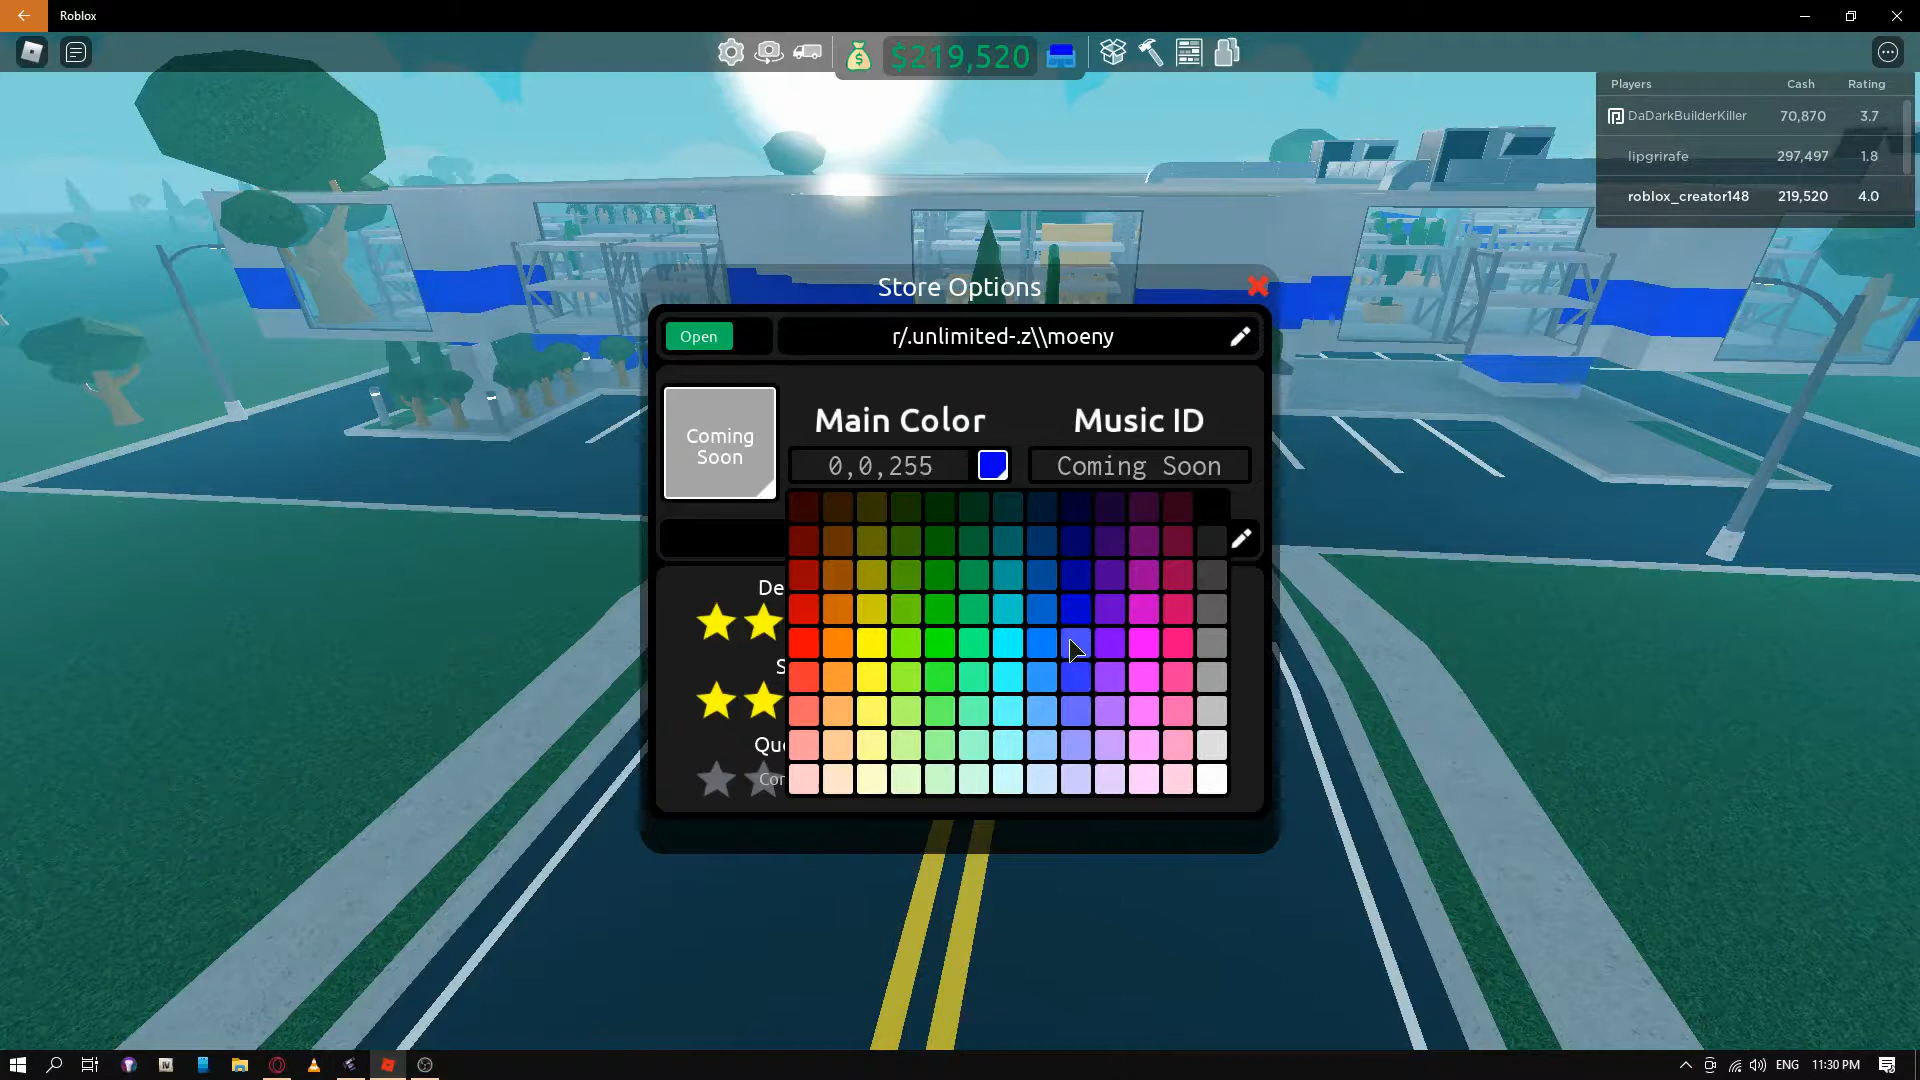 Roblox
$219,520
Players Cash Rating
DaDarkBuilderKiller 70,870 3.7
lipgrirafe 297,497 1.8
roblox_creator148 219,520 4.0
Store Options
Open r/.unlimited-.z\\moeny
Coming
Soon
Main Color Music ID
0,0,255 Coming Soon
De
S
Qu
Co
ENG 11:30 PM